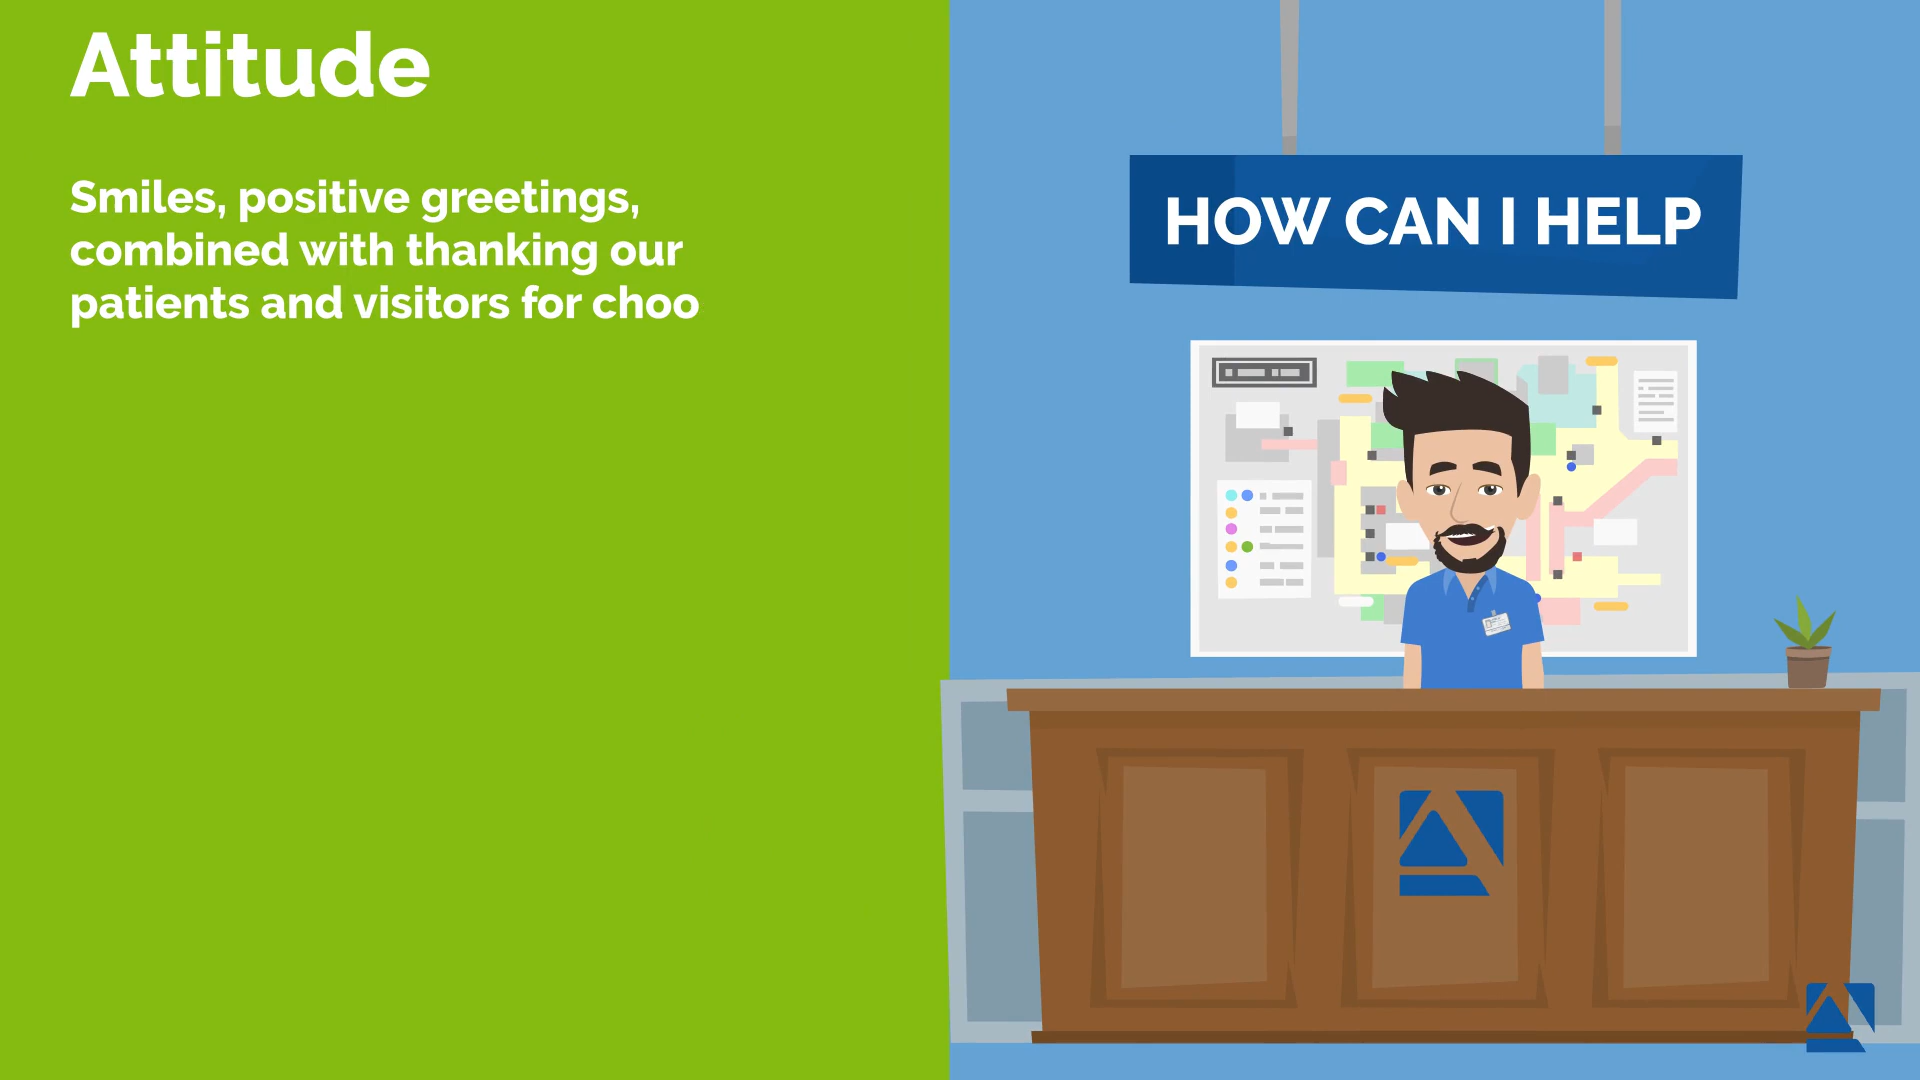 Attitude
Smiles, positive greetings,
combined with thanking our
patients and visitors for choo
HOW CAN I HELP